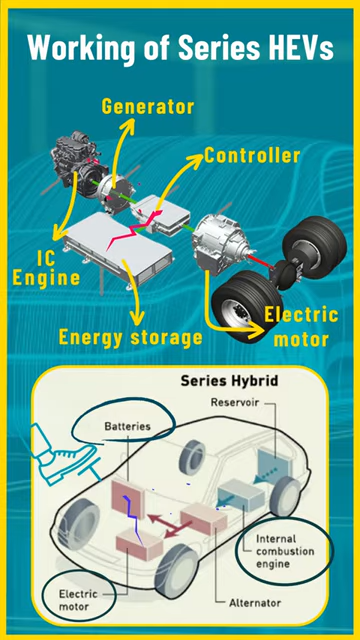 Working of Series HEVs
Generator
Controller
IC
Engine
Energy storage
Electric
motor
Series Hybrid
Reservoir
Batteries
Internal
combustion
engine
Electric
motor
Alternator